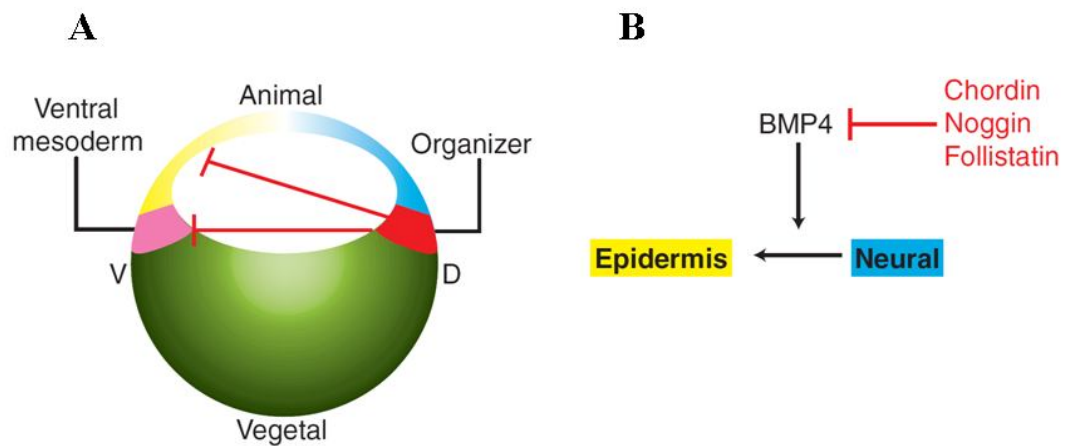 A
Animal
Ventral
mesoderm
Organizer
V
D
Vegetal
B
BMP4
Chordin
Noggin
Follistatin
Epidermis
Neural